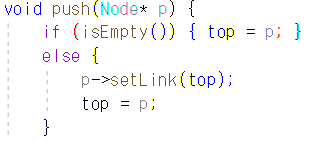 void push(Node* p) {
if (isEmpty()) { top = p; }
else {
p->setLink(top);
top = p;
}